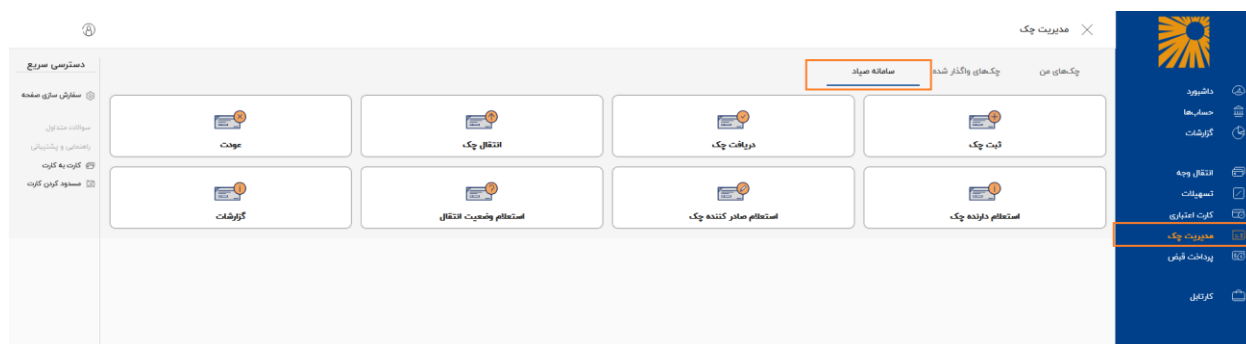 مدیریت چک
چک‌های من
چک‌های واگذار شده
سامانه صیاد
ثبت چک
دریافت چک
انتقال چک
عودت
استعلام دارنده چک
استعلام صادر کننده چک
استعلام وضعیت انتقال
گزارشات
داشبورد
حساب‌ها
گزارشات
انتقال وجه
تسهیلات
کارت اعتباری
مدیریت چک
پرداخت قبض
کارتابل
دسترسی سریع
سفارش سازی صفحه
سوالات متداول
راهنمایی و پشتیبانی
کارت به کارت
مسدود کردن کارت